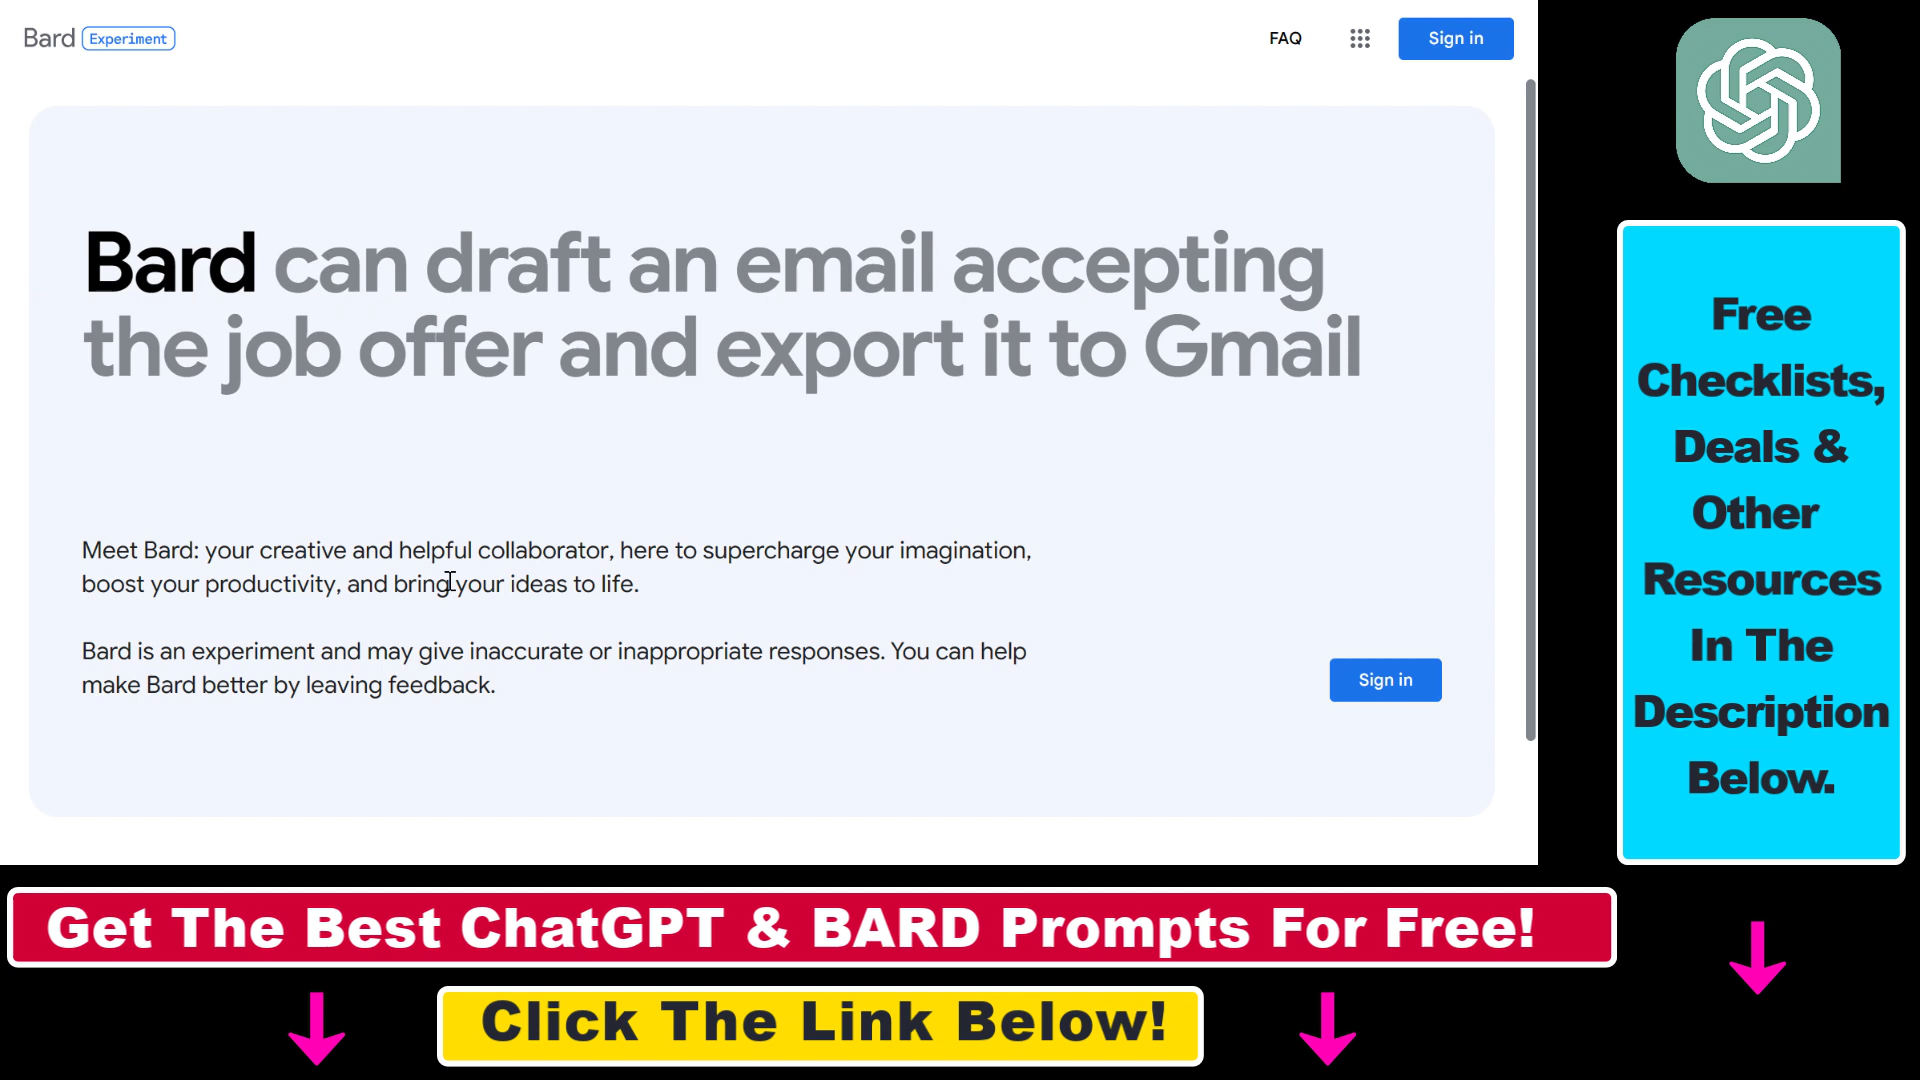 Bard Experiment
FAQ
Sign in
Bard can draft an email accepting
the job offer and export it to Gmail
Meet Bard: your creative and helpful collaborator, here to supercharge your imagination,
boost your productivity, and bring your ideas to life.
Bard is an experiment and may give inaccurate or inappropriate responses. You can help
make Bard better by leaving feedback.
Sign in
Free
Checklists,
Deals &
Other
Resources
In The
Description
Below.
Get The Best ChatGPT & BARD Prompts For Free!
Click The Link Below!